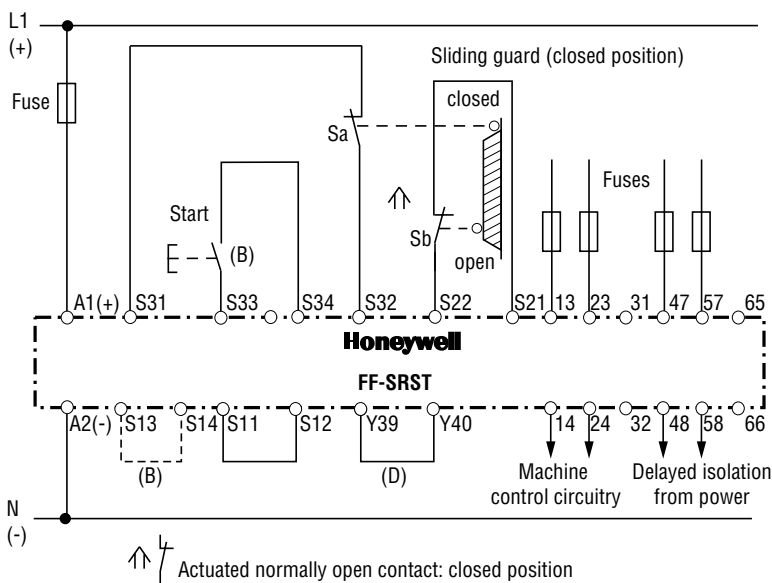 L1
(+)
Sliding guard (closed position)
Fuse
closed
Sa
Fuses
Start
(B)
Sb
open
A1(+) S31 S33 S34 S32 S22 S21 13 23 31 47 57 65
Honeywell
FF-SRST
A2(-) S13 S14 S11 S12 Y39 Y40 14 24 32 48 58 66
(B) (D)
Machine control circuitry
Delayed isolation from power
N
(-)
Actuated normally open contact: closed position